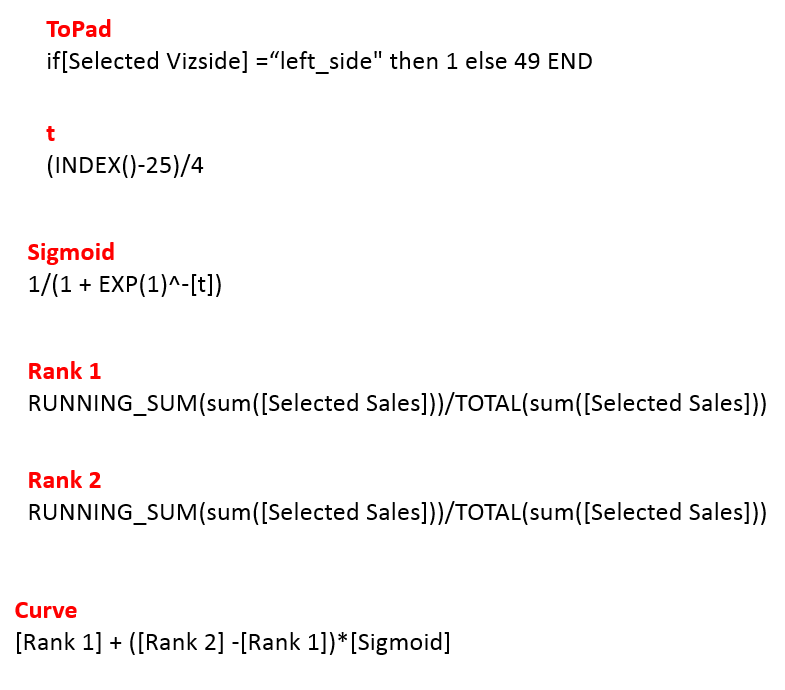 ToPad
if[Selected Vizside] =“left_side" then 1 else 49 END
t
(INDEX()-25)/4
Sigmoid
1/(1 + EXP(1)^-[t])
Rank 1
RUNNING_SUM(sum([Selected Sales]))/TOTAL(sum([Selected Sales]))
Rank 2
RUNNING_SUM(sum([Selected Sales]))/TOTAL(sum([Selected Sales]))
Curve
[Rank 1] + ([Rank 2] -[Rank 1])*[Sigmoid]